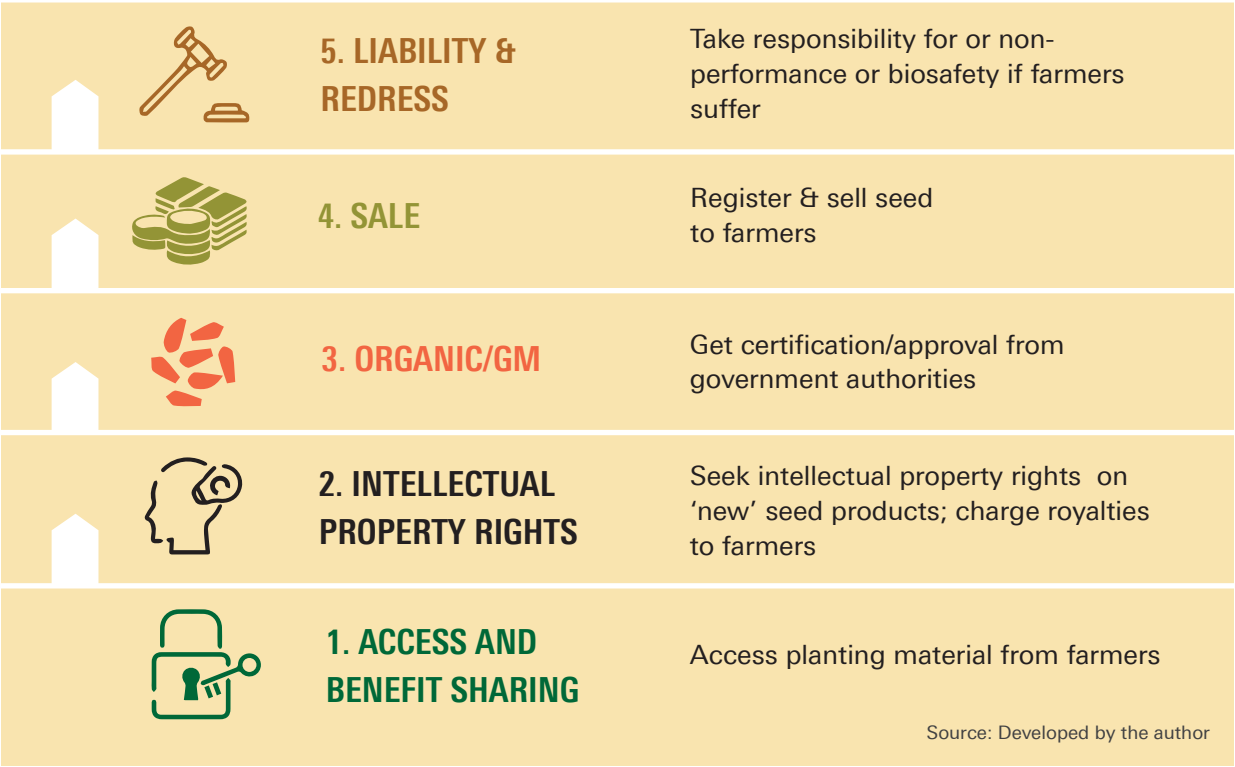 5. LIABILITY &
REDRESS
Take responsibility for or non-
performance or biosafety if farmers
suffer
4. SALE
Register & sell seed
to farmers
3. ORGANIC/GM
Get certification/approval from
government authorities
2. INTELLECTUAL
PROPERTY RIGHTS
Seek intellectual property rights  on
‘new’ seed products; charge royalties
to farmers
1. ACCESS AND
BENEFIT SHARING
Access planting material from farmers
Source: Developed by the author